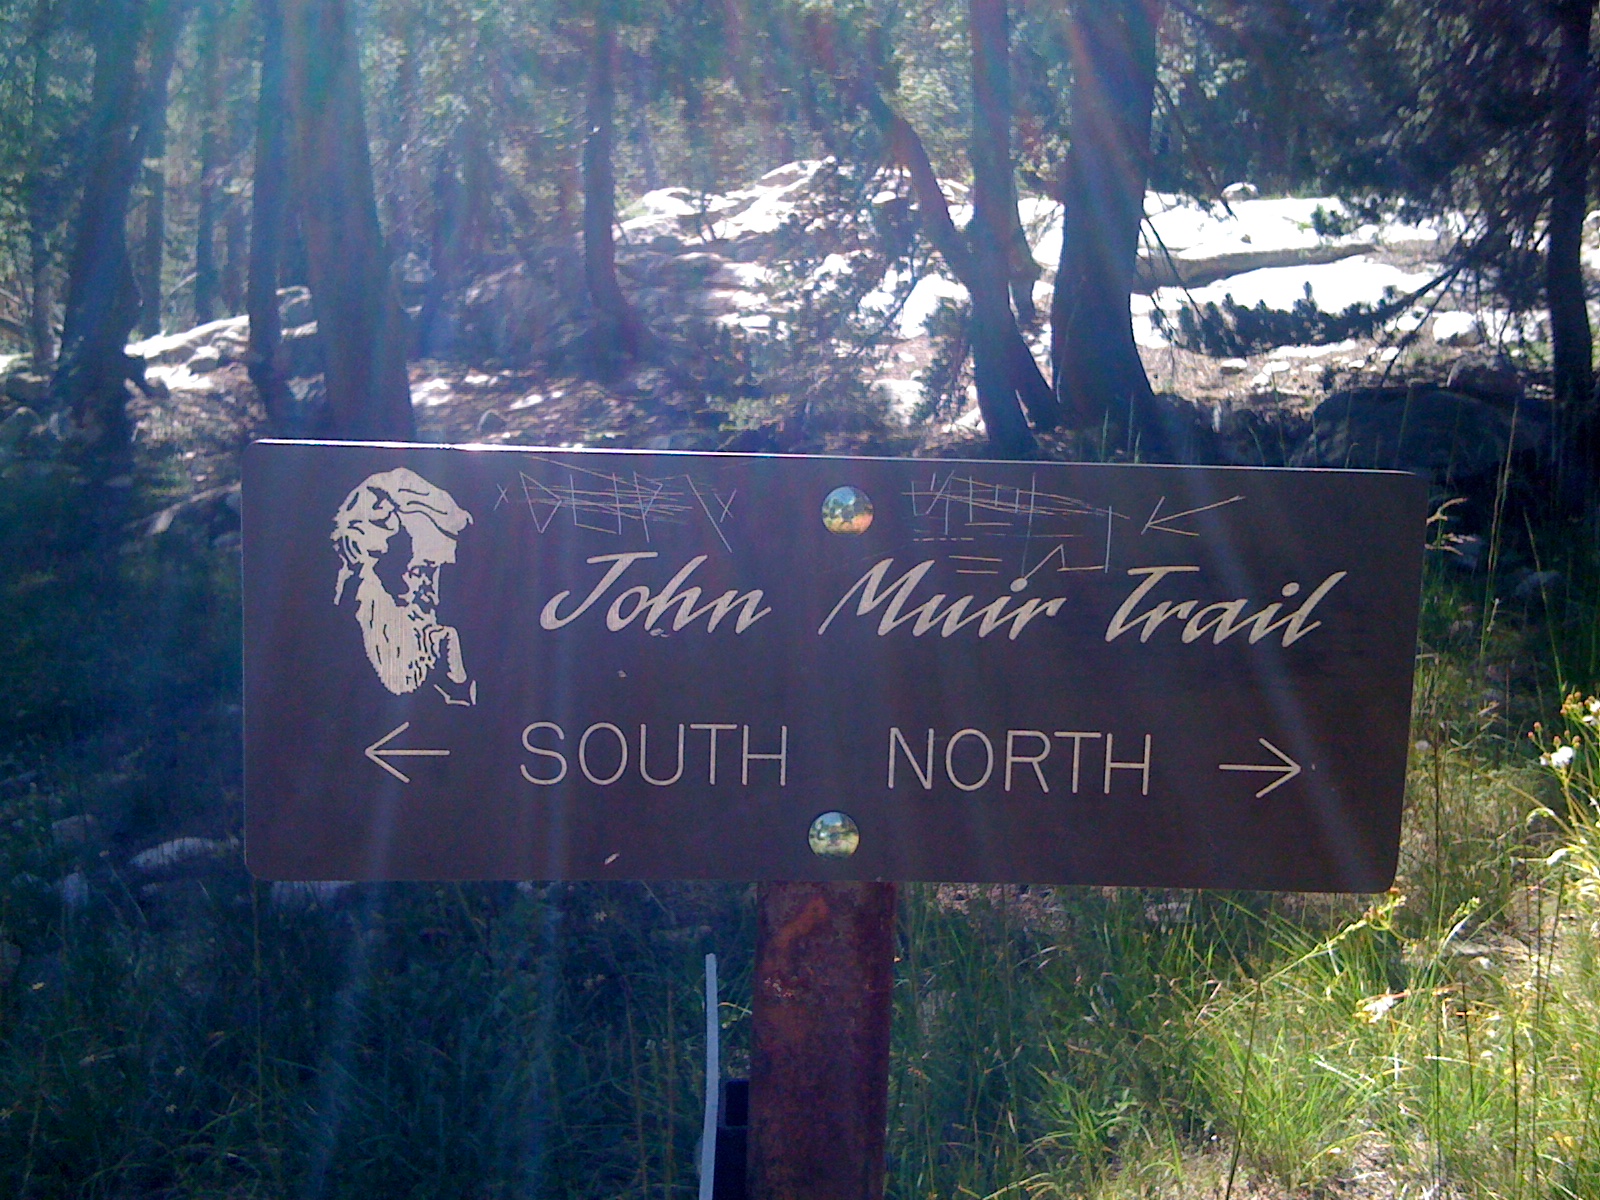 John Muir Trail
← SOUTH NORTH →